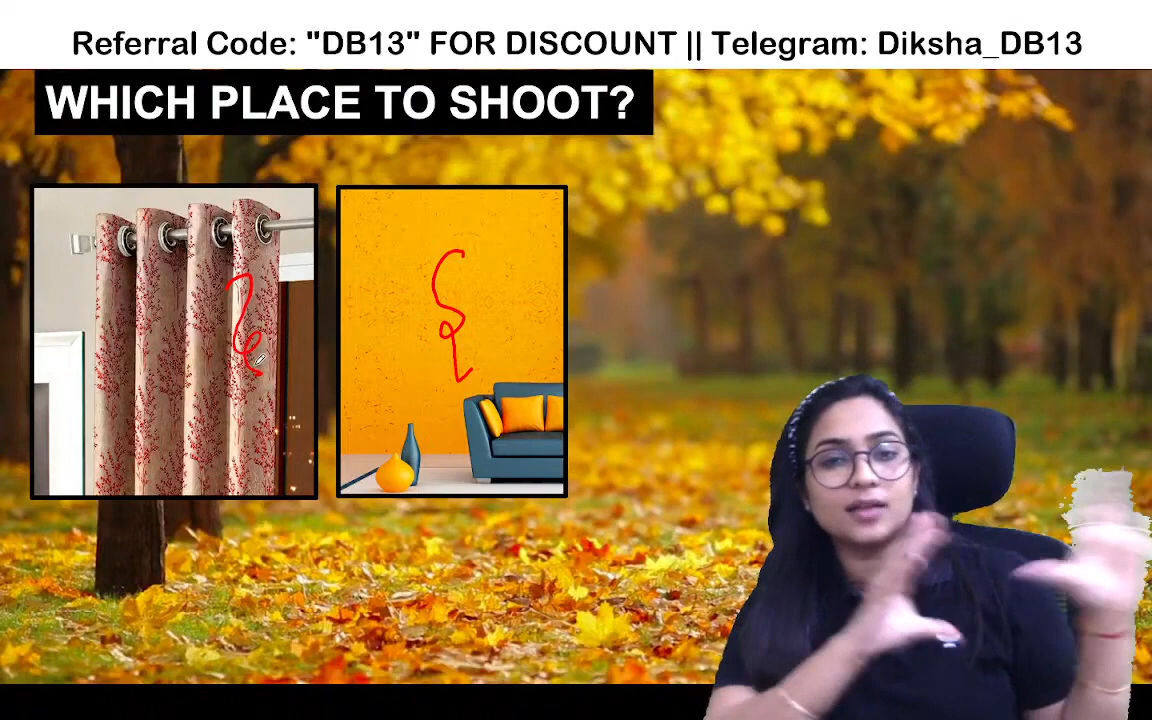 Referral Code: "DB13" FOR DISCOUNT || Telegram: Diksha_DB13
WHICH PLACE TO SHOOT?